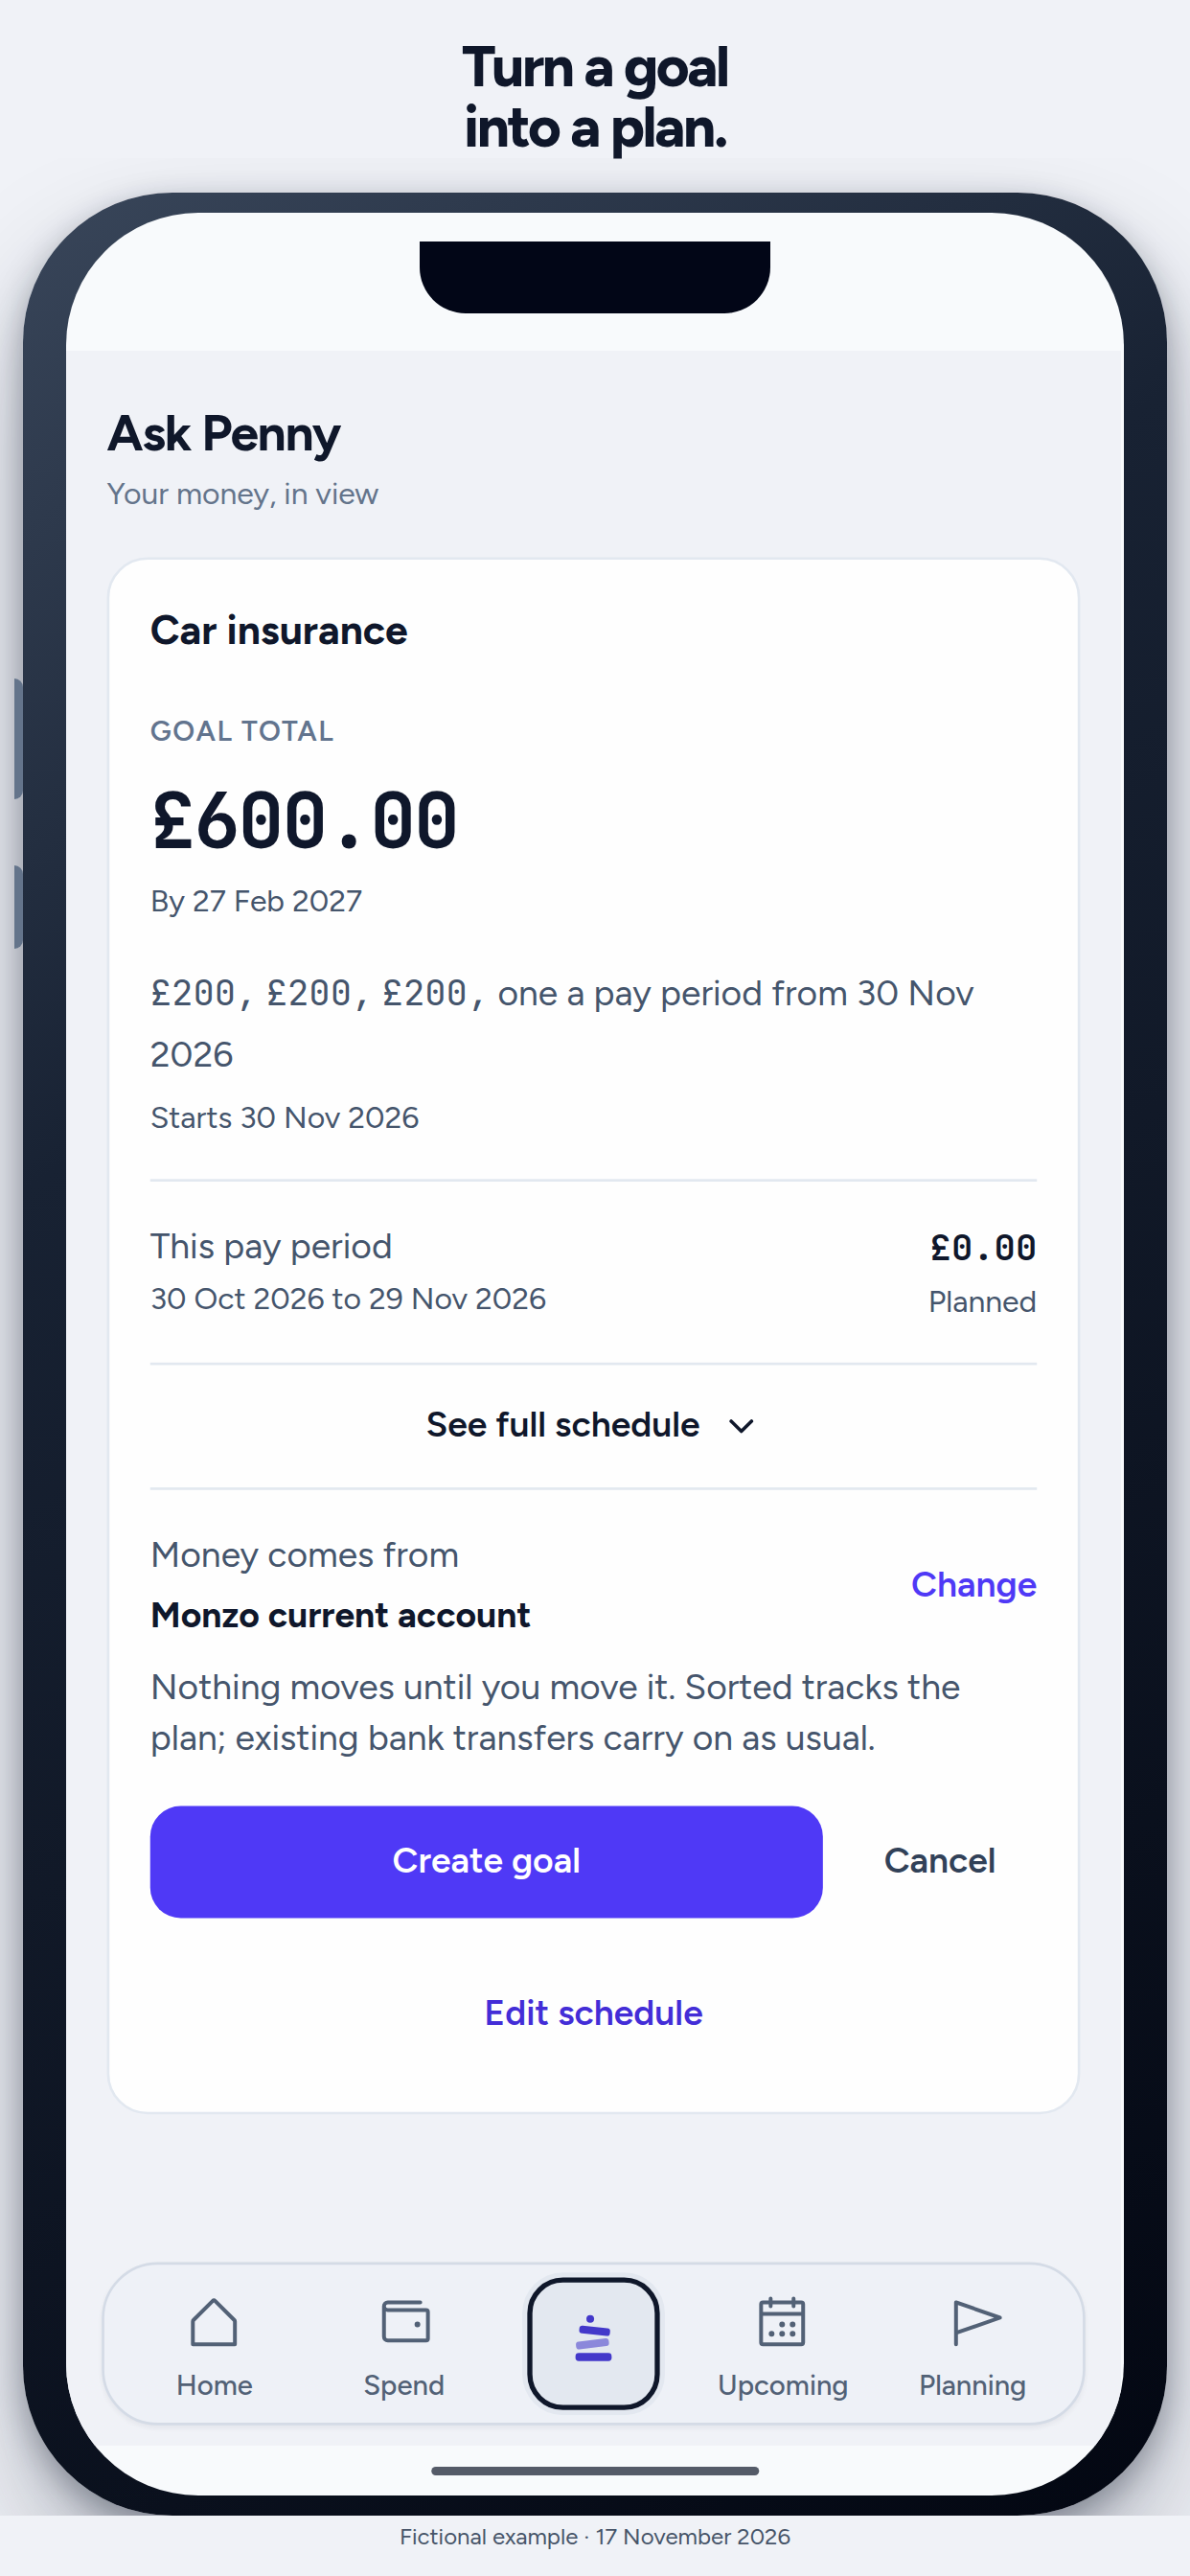 Turn a goal
into a plan.
Ask Penny
Your money, in view
Car insurance
GOAL TOTAL
£600.00
By 27 Feb 2027
£200, £200, £200, one a pay period from 30 Nov
2026
Starts 30 Nov 2026
This pay period
£0.00
30 Oct 2026 to 29 Nov 2026
Planned
See full schedule
Money comes from
Change
Monzo current account
Nothing moves until you move it. Sorted tracks the
plan; existing bank transfers carry on as usual.
Create goal
Cancel
Edit schedule
Home
Spend
Upcoming
Planning
Fictional example · 17 November 2026